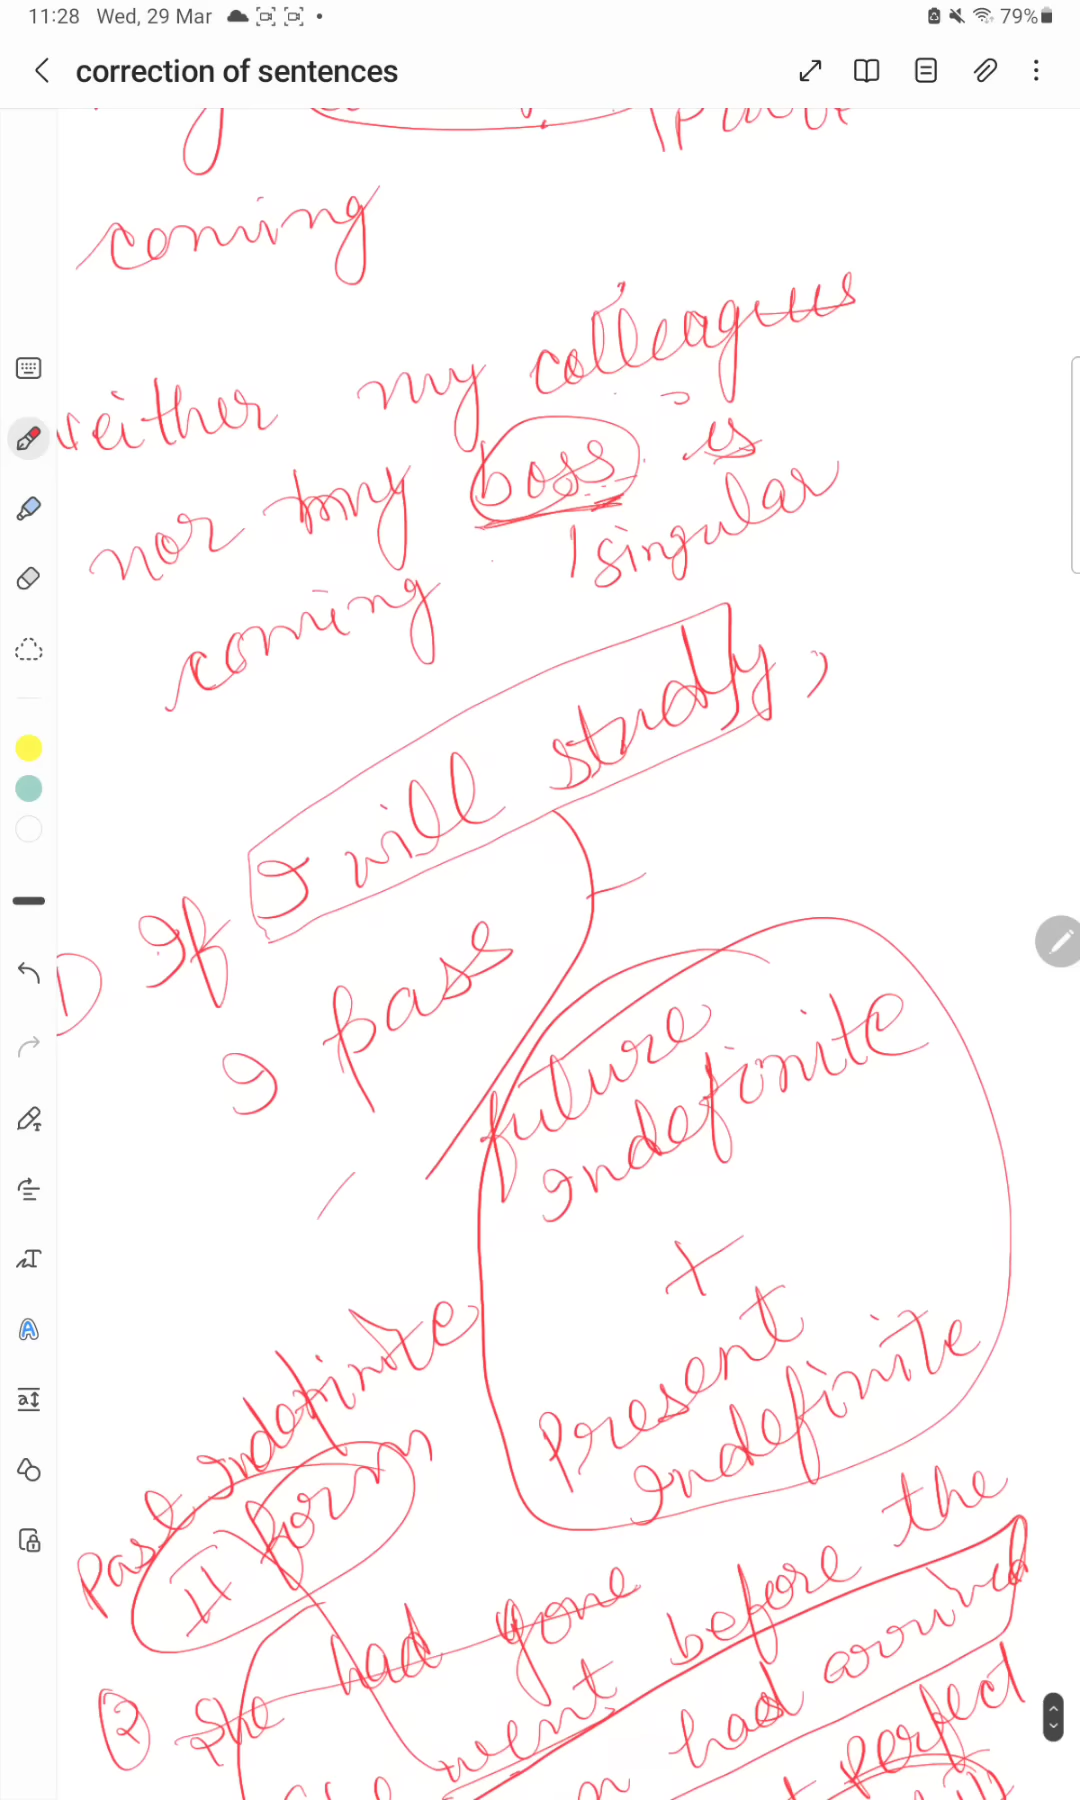 11:28 Wed, 29 Mar 79%
correction of sentences
coming
neither my colleagues
nor my boss is
singular
coming
1) If I will study,
I pass
future
Indefinite
+
Present
Indefinite
Past Indefinite
II form
2) She had gone before the
went had arrived
perfect